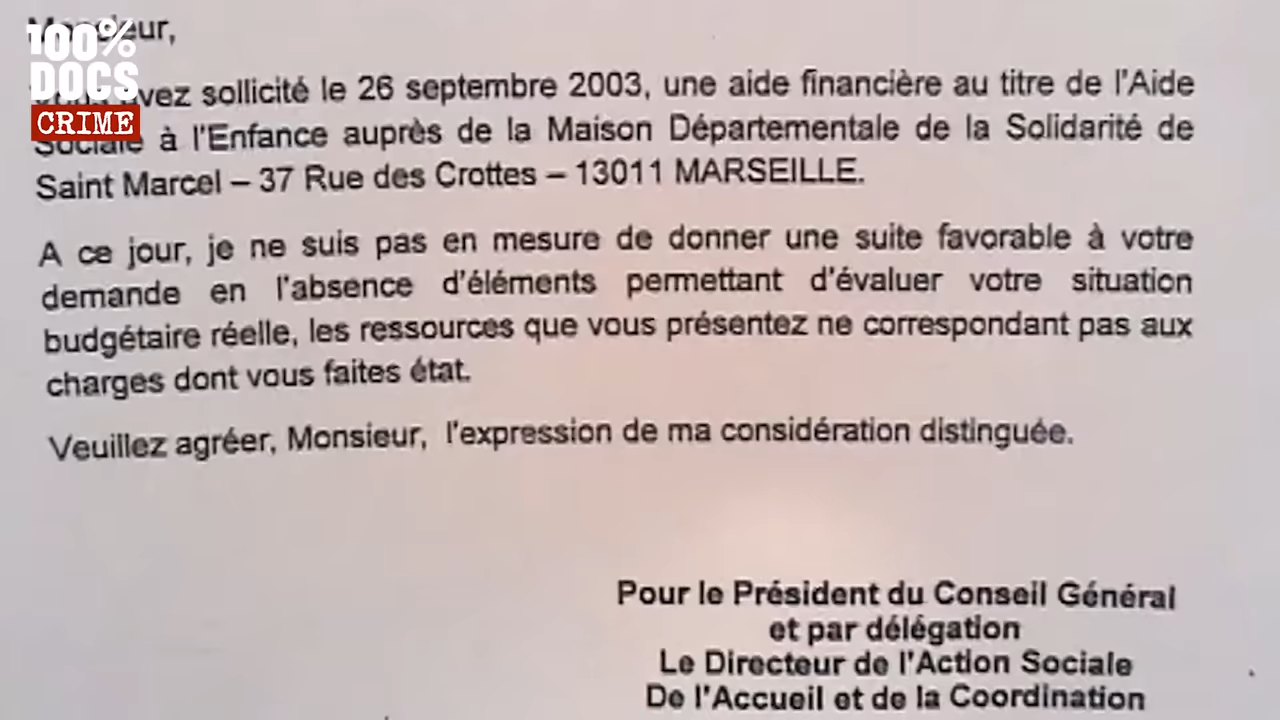 Monsieur,
100%
DOCS
CRIME
Vous avez sollicité le 26 septembre 2003, une aide financière au titre de l'Aide
Sociale à l'Enfance auprès de la Maison Départementale de la Solidarité de
Saint Marcel – 37 Rue des Crottes – 13011 MARSEILLE.
A ce jour, je ne suis pas en mesure de donner une suite favorable à votre
demande en l'absence d'éléments permettant d'évaluer votre situation
budgétaire réelle, les ressources que vous présentez ne correspondant pas aux
charges dont vous faites état.
Veuillez agréer, Monsieur, l'expression de ma considération distinguée.
Pour le Président du Conseil Général
et par délégation
Le Directeur de l'Action Sociale
De l'Accueil et de la Coordination